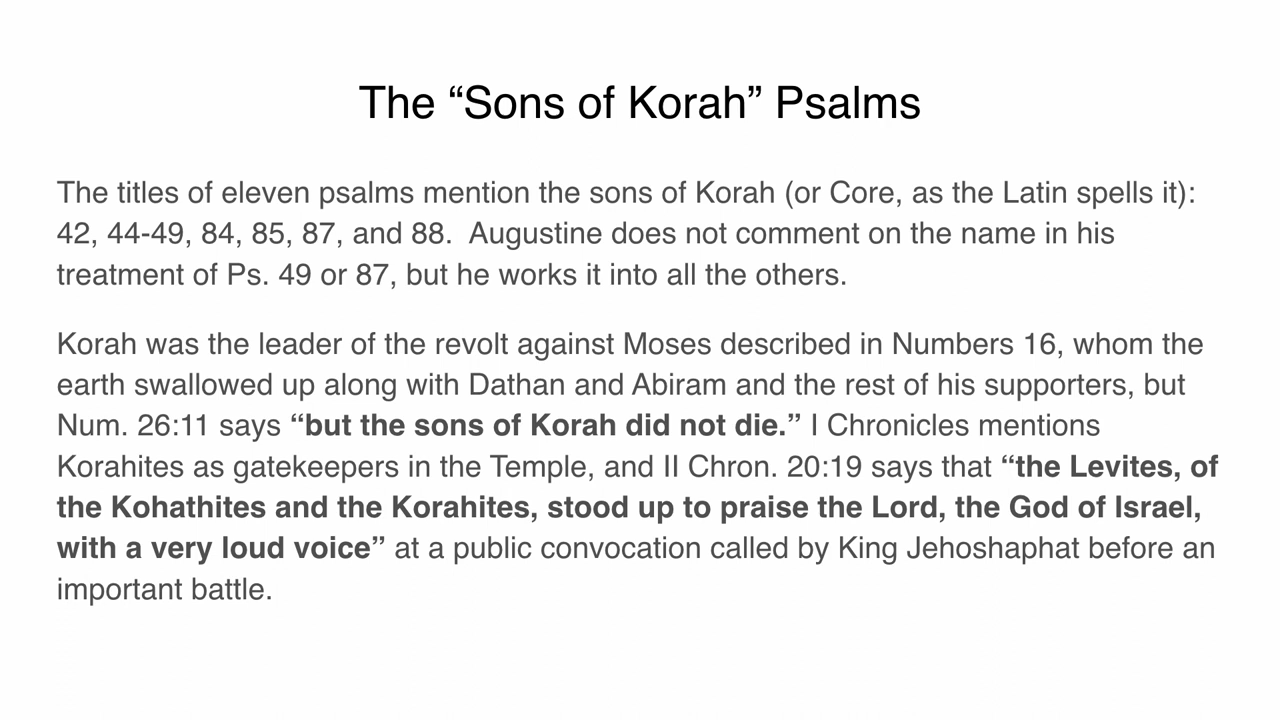 The “Sons of Korah” Psalms
The titles of eleven psalms mention the sons of Korah (or Core, as the Latin spells it):
42, 44-49, 84, 85, 87, and 88.  Augustine does not comment on the name in his
treatment of Ps. 49 or 87, but he works it into all the others.
Korah was the leader of the revolt against Moses described in Numbers 16, whom the
earth swallowed up along with Dathan and Abiram and the rest of his supporters, but
Num. 26:11 says “but the sons of Korah did not die.” I Chronicles mentions
Korahites as gatekeepers in the Temple, and II Chron. 20:19 says that “the Levites, of
the Kohathites and the Korahites, stood up to praise the Lord, the God of Israel,
with a very loud voice” at a public convocation called by King Jehoshaphat before an
important battle.